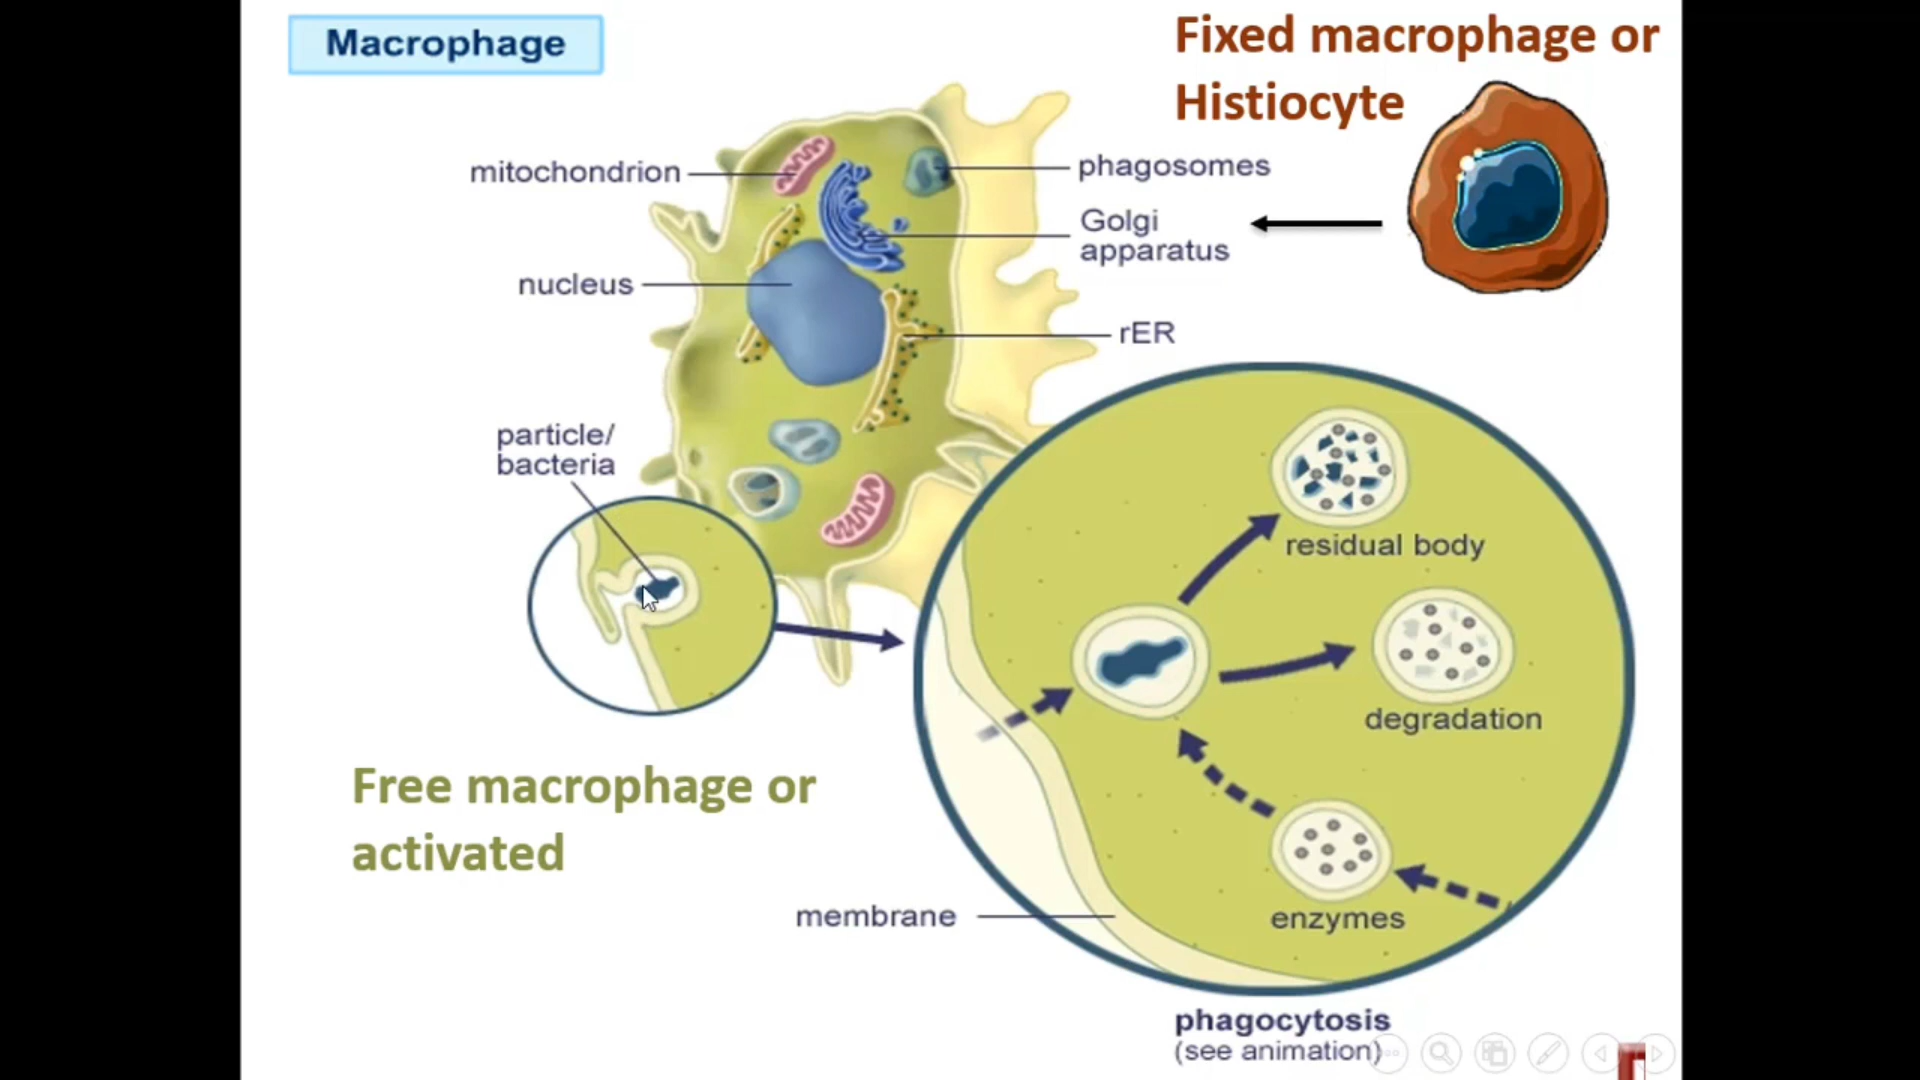 Macrophage
Fixed macrophage or
Histiocyte
mitochondrion
phagosomes
Golgi
apparatus
nucleus
rER
particle/
bacteria
residual body
degradation
Free macrophage or
activated
membrane
enzymes
phagocytosis
(see animation)